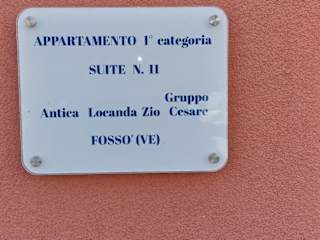 APPARTAMENTO 1° categoria
SUITE N. 11
Gruppo
Antica Locanda Zio Cesare
FOSSO' (VE)